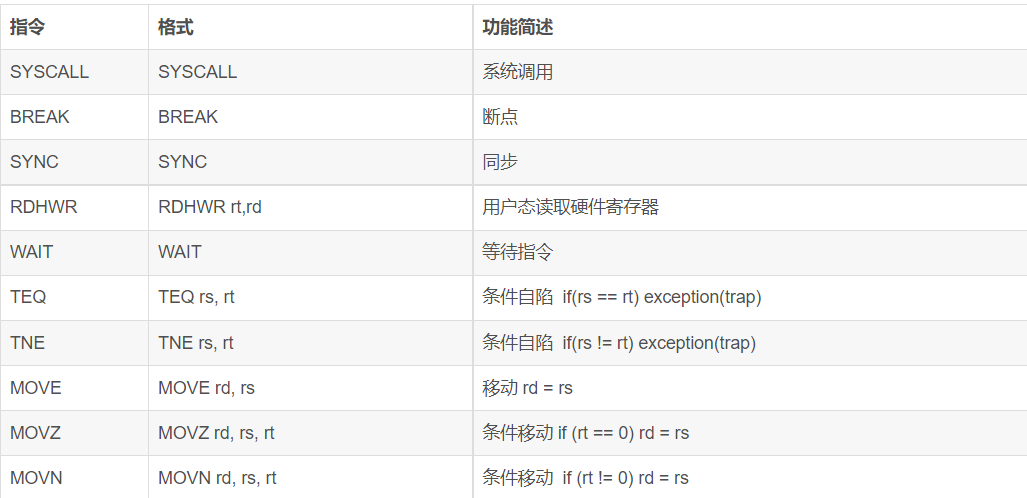 指令 格式 功能简述
SYSCALL SYSCALL 系统调用
BREAK BREAK 断点
SYNC SYNC 同步
RDHWR RDHWR rt,rd 用户态读取硬件寄存器
WAIT WAIT 等待指令
TEQ TEQ rs, rt 条件自陷 if(rs == rt) exception(trap)
TNE TNE rs, rt 条件自陷 if(rs != rt) exception(trap)
MOVE MOVE rd, rs 移动 rd = rs
MOVZ MOVZ rd, rs, rt 条件移动 if (rt == 0) rd = rs
MOVN MOVN rd, rs, rt 条件移动 if (rt != 0) rd = rs